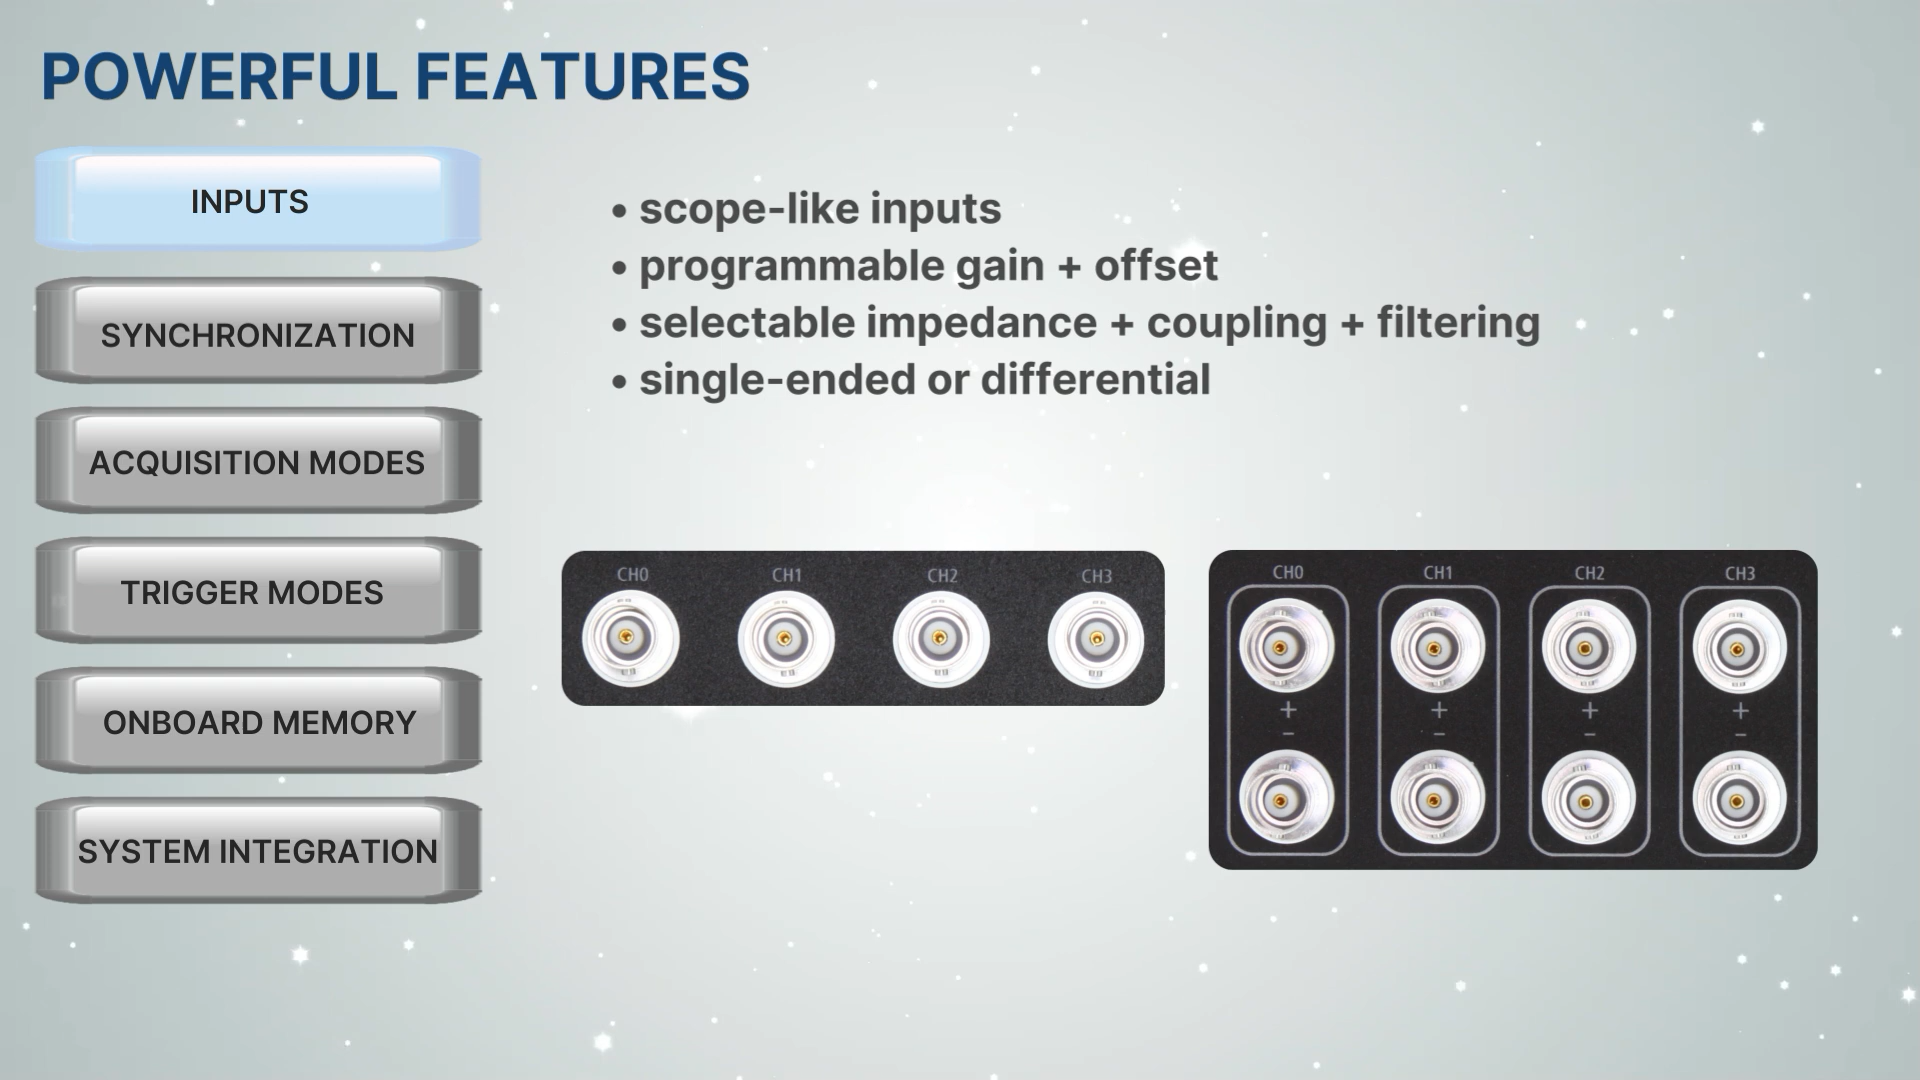 POWERFUL FEATURES
INPUTS
SYNCHRONIZATION
ACQUISITION MODES
TRIGGER MODES
ONBOARD MEMORY
SYSTEM INTEGRATION
• scope-like inputs
• programmable gain + offset
• selectable impedance + coupling + filtering
• single-ended or differential
CH0 CH1 CH2 CH3
CH0 CH1 CH2 CH3
+ + + +
− − − −